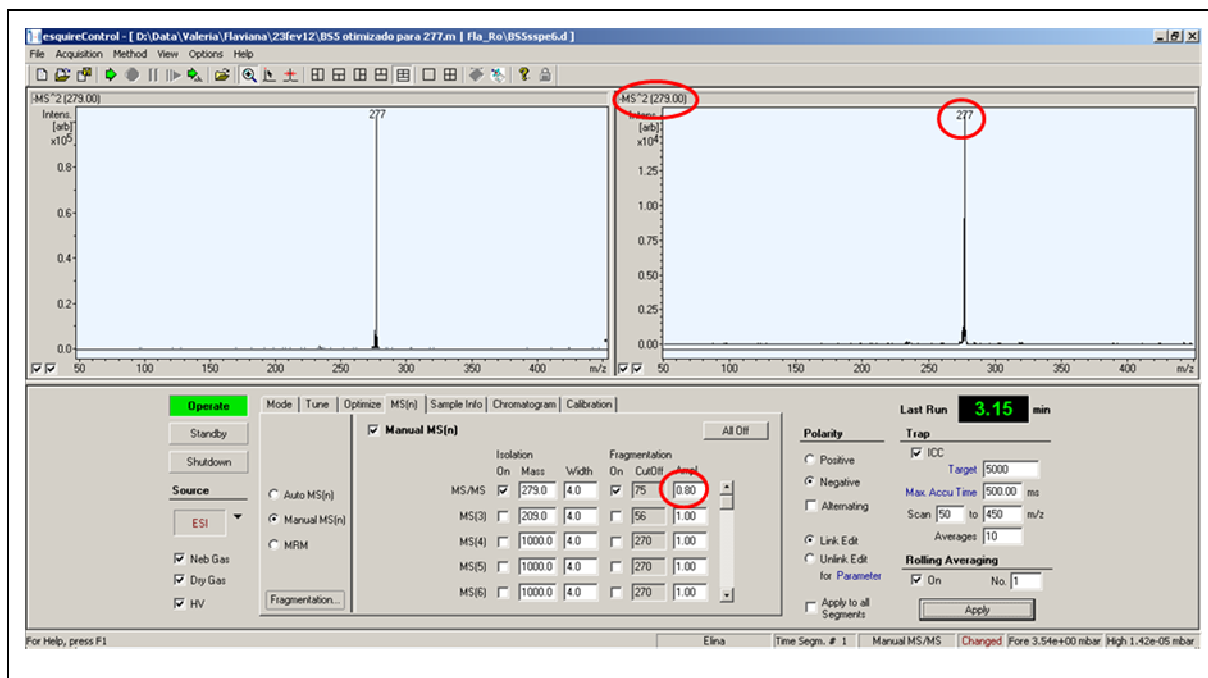 esquireControl - [ D:\Data\Valeria\Flaviana\23fev12\BS5 otimizado para 277.m | Fla_Ro\BS5sspe6.d ]
File Acquisition Method View Options Help
-MS^2 (279.00)
Intens.
[arb]
x10^5
277
0.8
0.6
0.4
0.2
0.0
50 100 150 200 250 300 350 400 m/z
-MS^2 (279.00)
Intens.
[arb]
x10^4
277
1.25
1.00
0.75
0.50
0.25
0.00
50 100 150 200 250 300 350 400 m/z
Operate
Standby
Shutdown
Source
ESI
Neb Gas
Dry Gas
HV
Mode Tune Optimize MS(n) Sample Info Chromatogram Calibration
Auto MS(n)
Manual MS(n)
MRM
Fragmentation...
Manual MS(n) All Off
Isolation Fragmentation
On Mass Width On CutOff Ampl
MS/MS 279.0 4.0 75 0.80
MS(3) 209.0 4.0 56 1.00
MS(4) 1000.0 4.0 270 1.00
MS(5) 1000.0 4.0 270 1.00
MS(6) 1000.0 4.0 270 1.00
Polarity
Positive
Negative
Alternating
Link Edit
Unlink Edit
for Parameter
Apply to all
Segments
Last Run 3.15 min
Trap
ICC
Target 5000
Max. Accu Time 500.00 ms
Scan 50 to 450 m/z
Averages 10
Rolling Averaging
On No. 1
Apply
For Help, press F1 Elina Time Segm. # 1 Manual MS/MS Changed Fore 3.54e+00 mbar High 1.42e-05 mbar